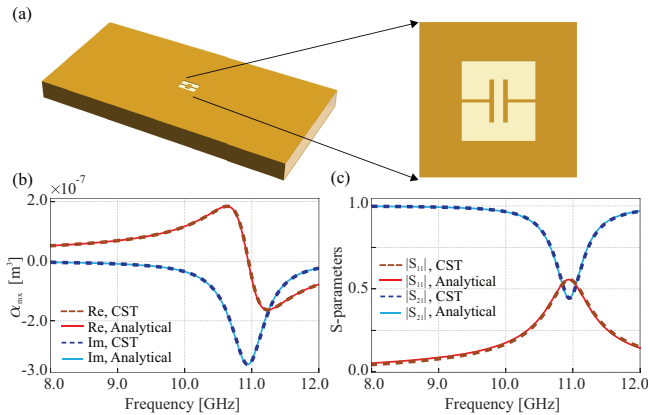 (a)
(b)
×10⁻⁷
2.0
0.0
-2.0
-3.0
αmx [m³]
Re, CST
Re, Analytical
Im, CST
Im, Analytical
8.0 9.0 10.0 11.0 12.0
Frequency [GHz]
(c)
1.0
0.5
0
S-parameters
|S₁₁|, CST
|S₁₁|, Analytical
|S₂₁|, CST
|S₂₁|, Analytical
8.0 9.0 10.0 11.0 12.0
Frequency [GHz]